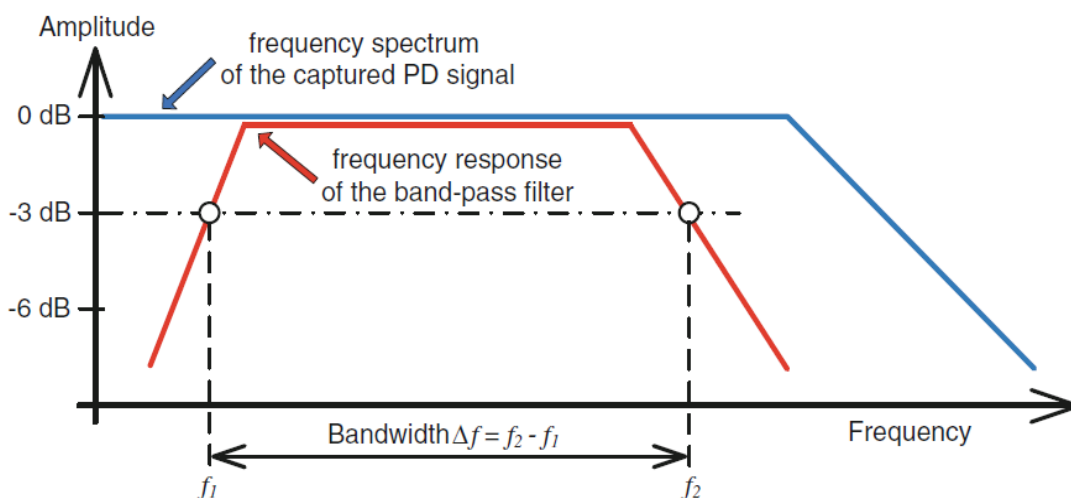 Amplitude
frequency spectrum
of the captured PD signal
0 dB
frequency response
of the band-pass filter
-3 dB
-6 dB
Bandwidth Δf = f2 - f1
Frequency
f1
f2